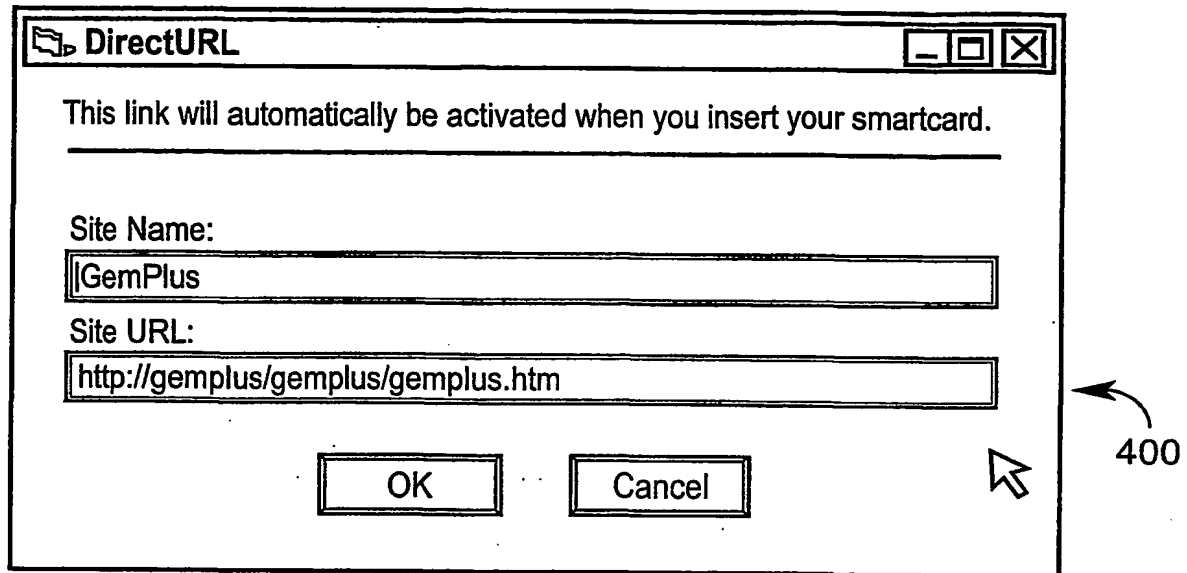 DirectURL
This link will automatically be activated when you insert your smartcard.
Site Name:
GemPlus
Site URL:
http://gemplus/gemplus/gemplus.htm
400
OK Cancel